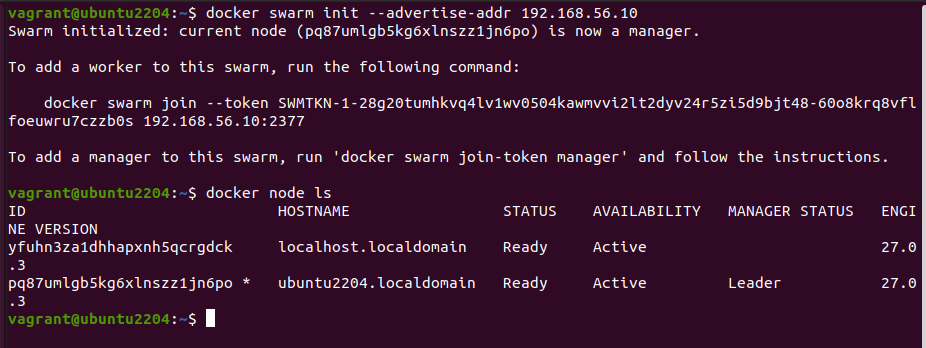 vagrant@ubuntu2204:~$ docker swarm init --advertise-addr 192.168.56.10
Swarm initialized: current node (pq87umlgb5kg6xlnszz1jn6po) is now a manager.
To add a worker to this swarm, run the following command:
docker swarm join --token SWMTKN-1-28g20tumhkvq4lv1wv0504kawmvvi2lt2dyv24r5zi5d9bjt48-60o8krq8vfl
foeuwru7czzb0s 192.168.56.10:2377
To add a manager to this swarm, run 'docker swarm join-token manager' and follow the instructions.
vagrant@ubuntu2204:~$ docker node ls
ID HOSTNAME STATUS AVAILABILITY MANAGER STATUS ENGI
NE VERSION
yfuhn3za1dhhapxnh5qcrgdck localhost.localdomain Ready Active 27.0
.3
pq87umlgb5kg6xlnszz1jn6po * ubuntu2204.localdomain Ready Active Leader 27.0
.3
vagrant@ubuntu2204:~$